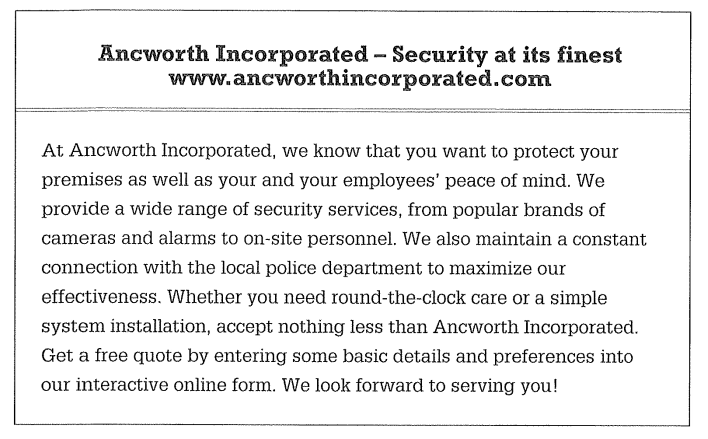 Ancworth Incorporated – Security at its finest
www.ancworthincorporated.com
At Ancworth Incorporated, we know that you want to protect your
premises as well as your and your employees' peace of mind. We
provide a wide range of security services, from popular brands of
cameras and alarms to on-site personnel. We also maintain a constant
connection with the local police department to maximize our
effectiveness. Whether you need round-the-clock care or a simple
system installation, accept nothing less than Ancworth Incorporated.
Get a free quote by entering some basic details and preferences into
our interactive online form. We look forward to serving you!